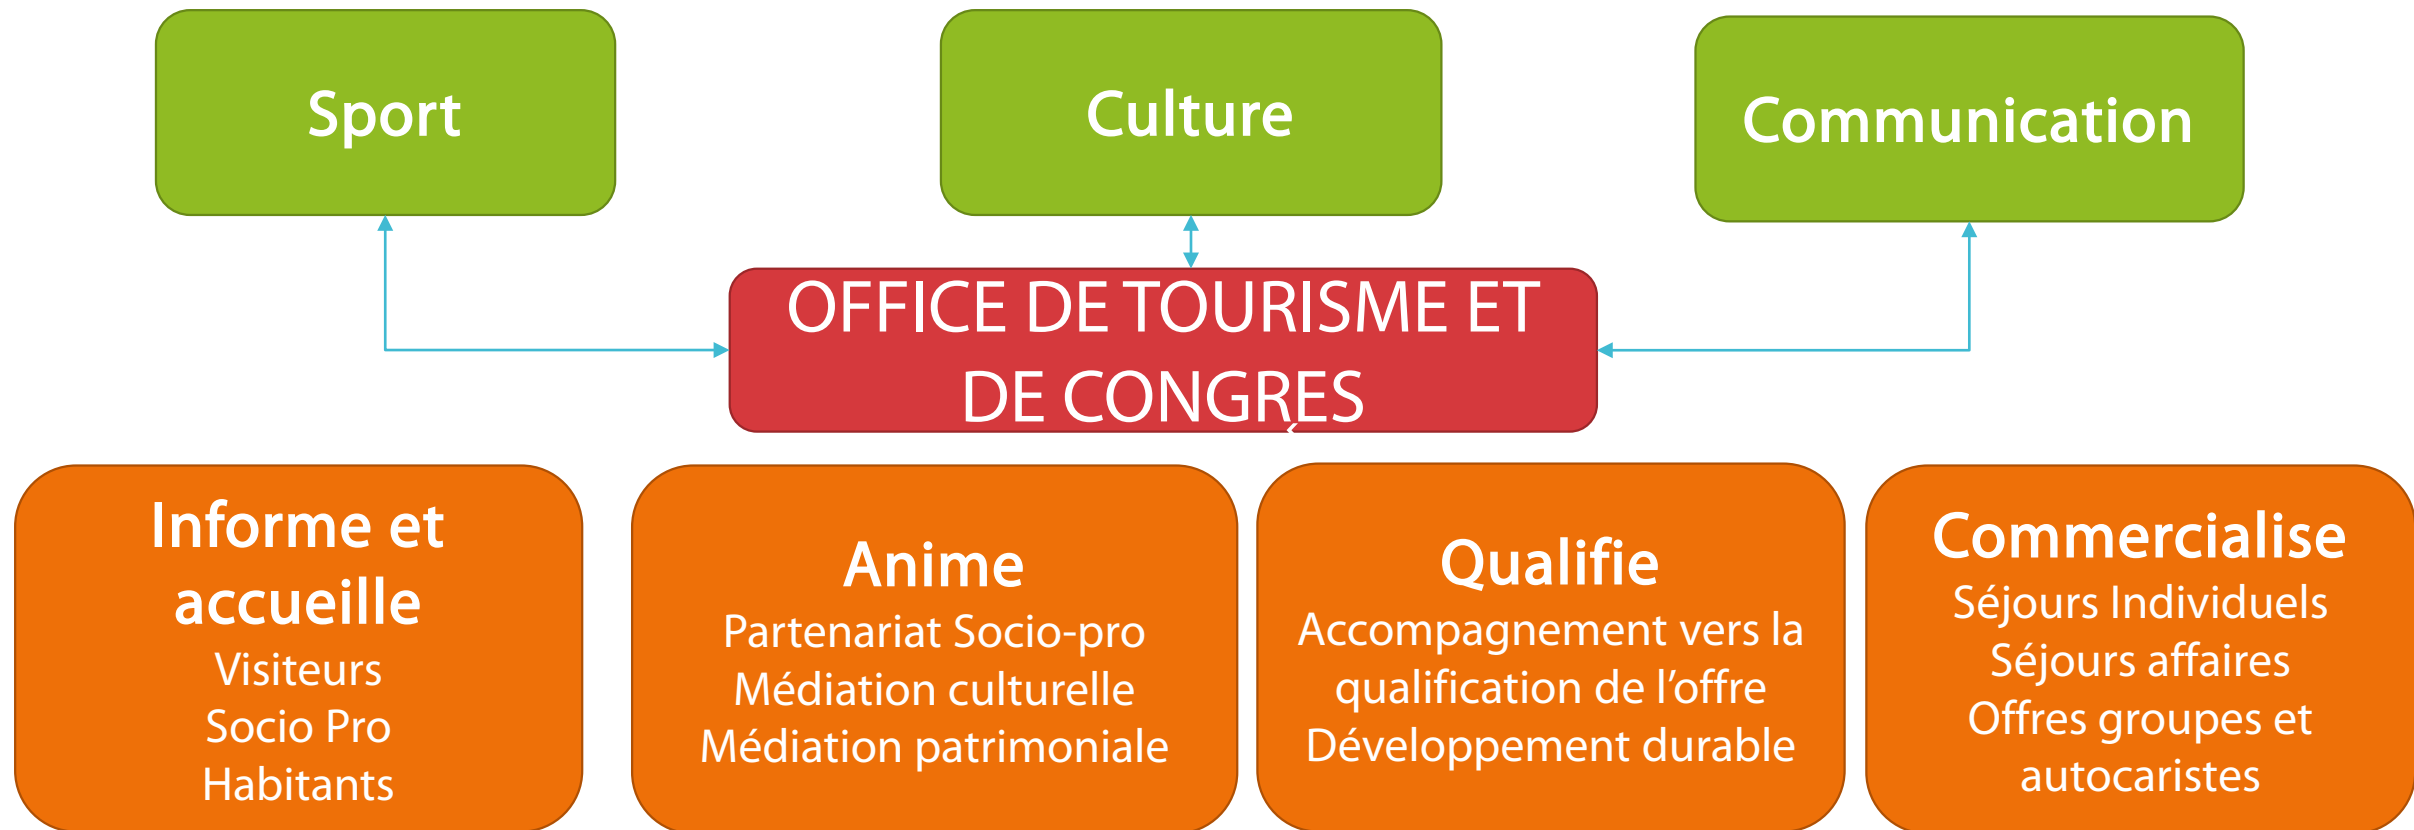 Sport
Culture
Communication
OFFICE DE TOURISME ET
DE CONGRÈS
Informe et
accueille
Visiteurs
Socio Pro
Habitants
Anime
Partenariat Socio-pro
Médiation culturelle
Médiation patrimoniale
Qualifie
Accompagnement vers la
qualification de l’offre
Développement durable
Commercialise
Séjours Individuels
Séjours affaires
Offres groupes et
autocaristes